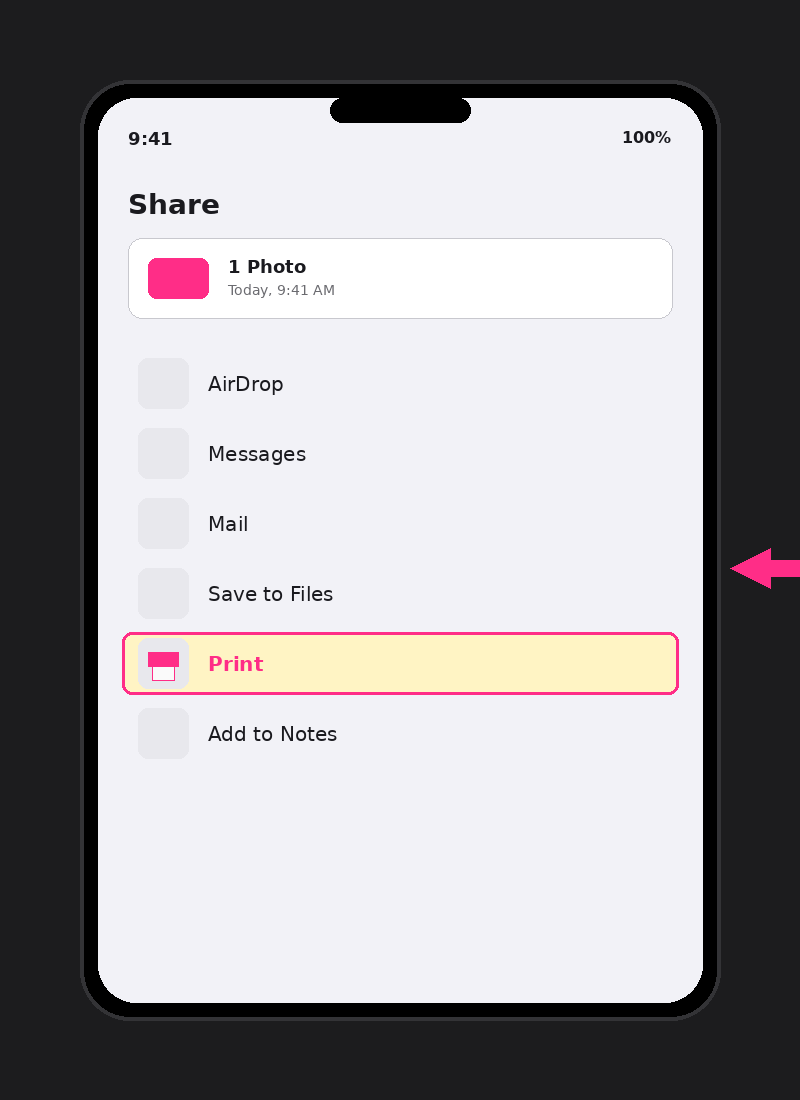 9:41
100%
Share
1 Photo
Today, 9:41 AM
AirDrop
Messages
Mail
Save to Files
Print
Add to Notes